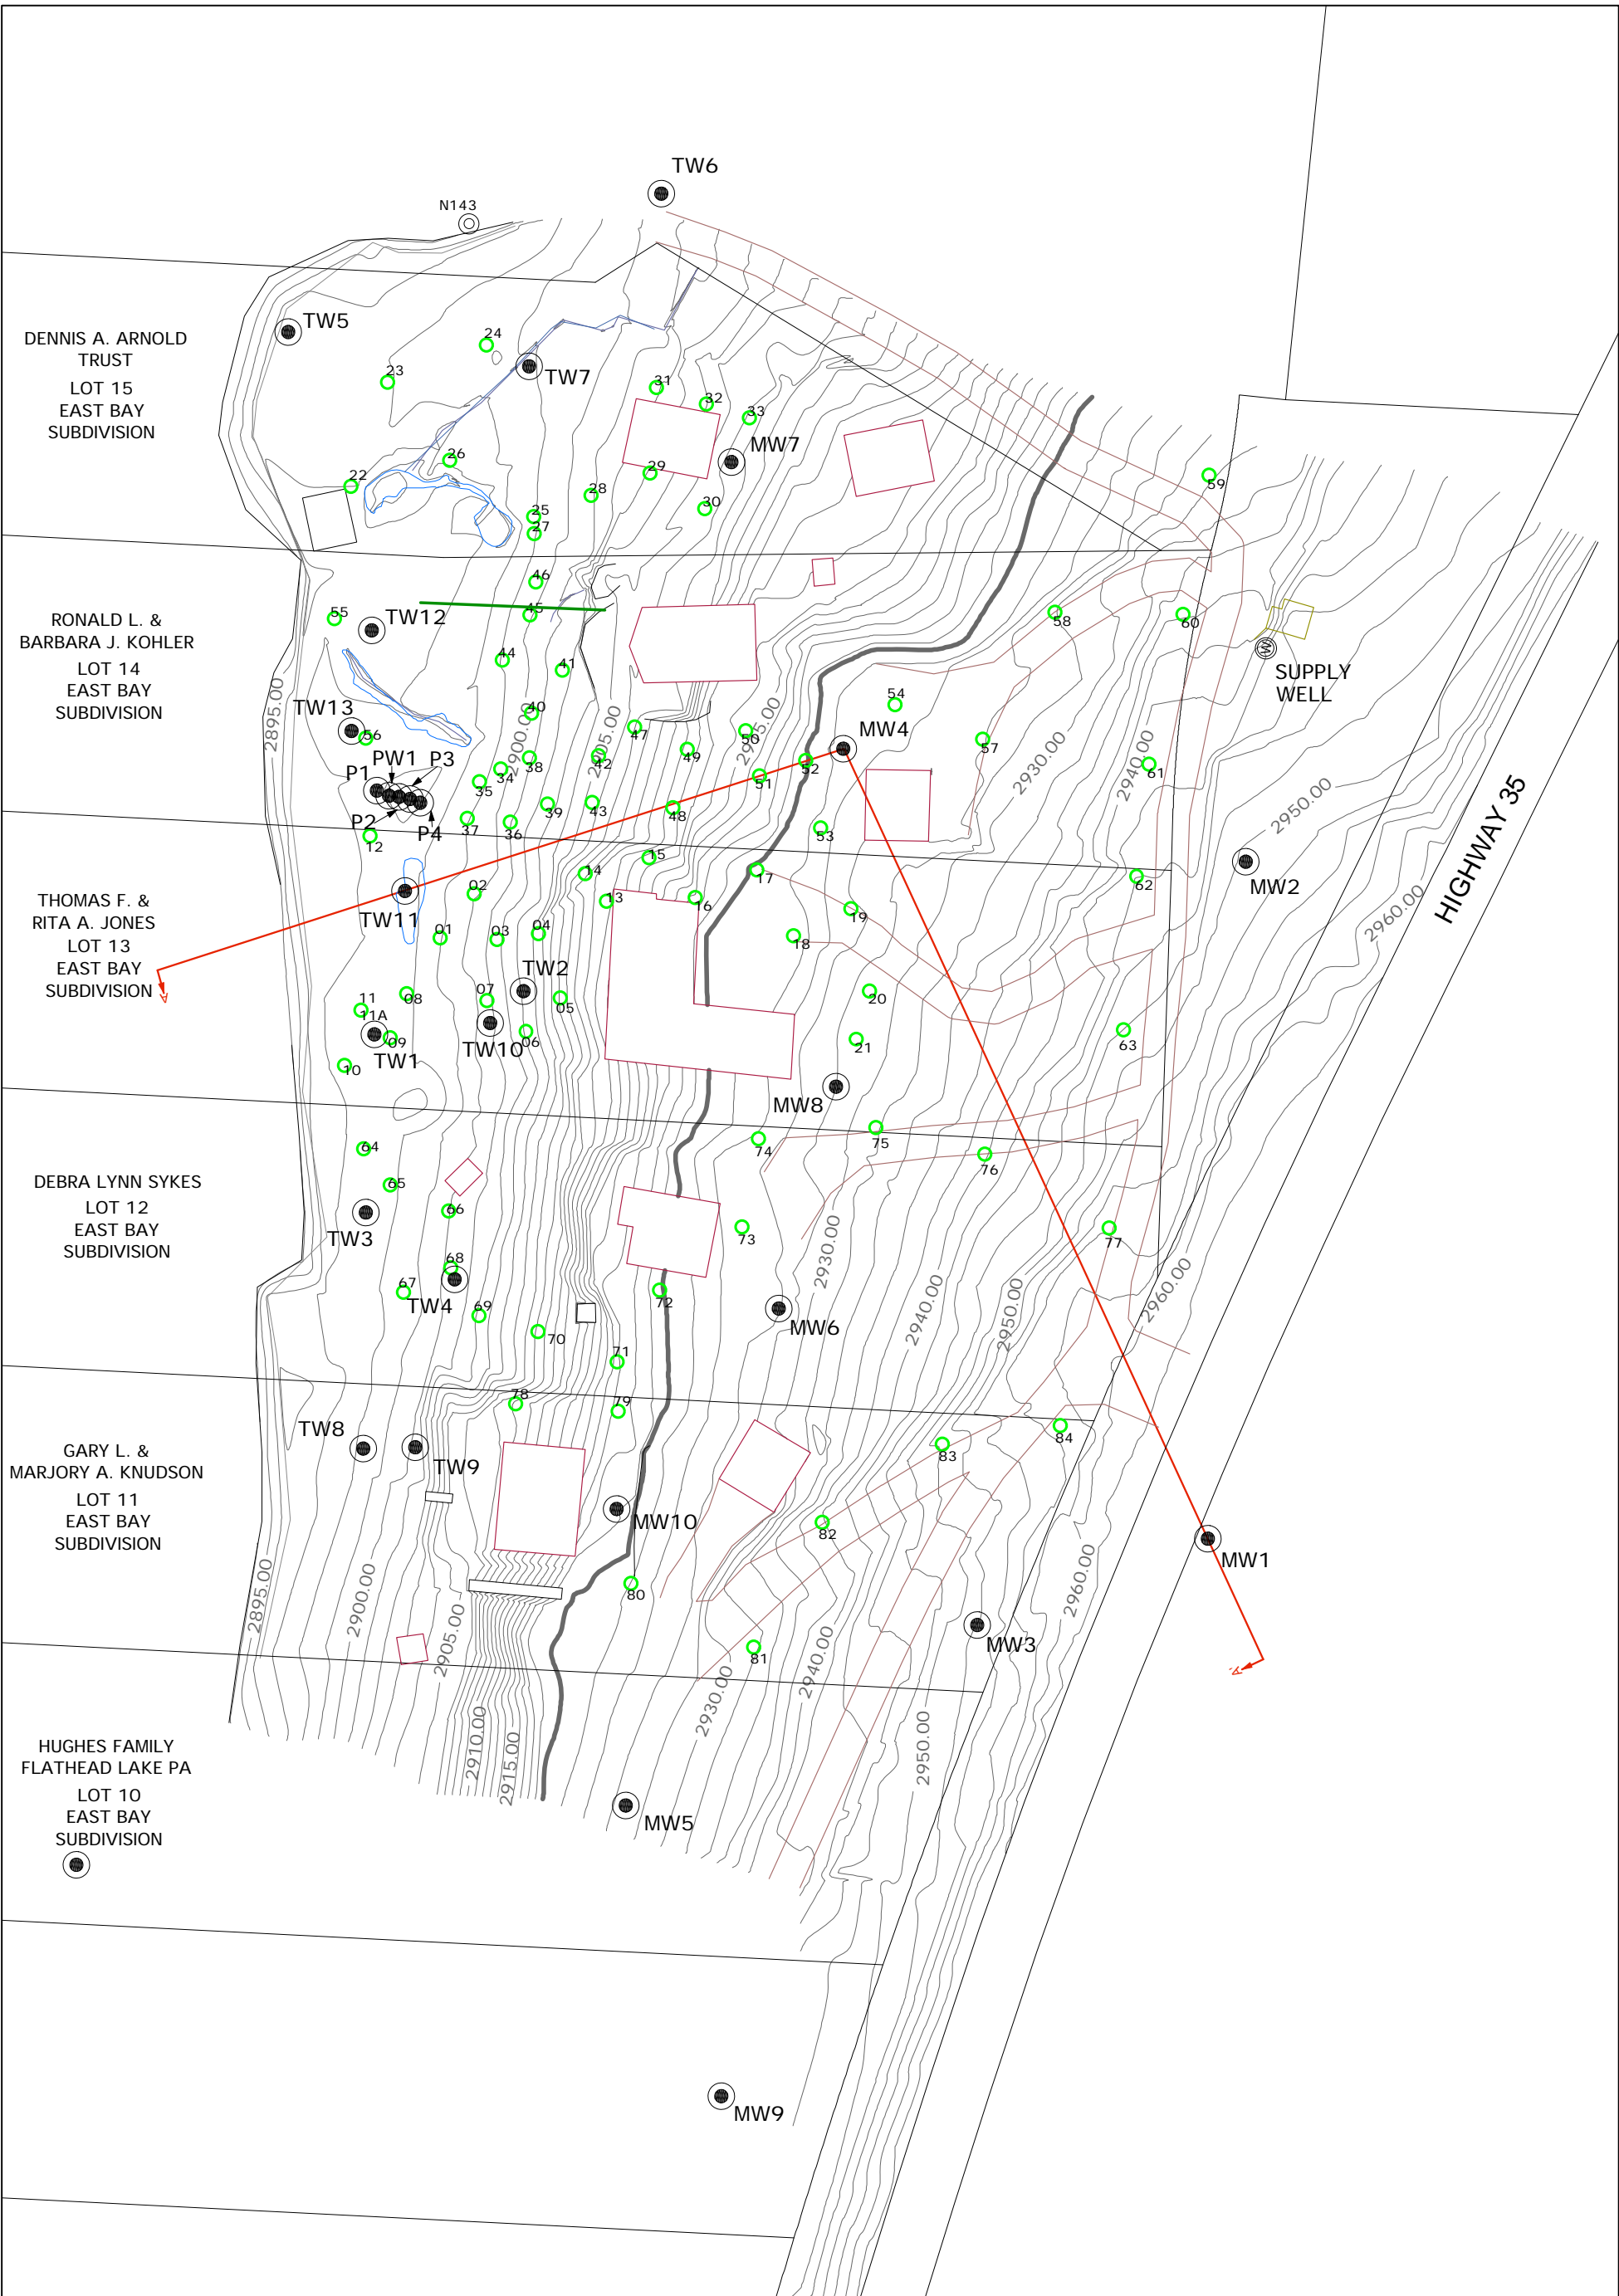 TW6
N143
TW5
24
TW7
23
31
32
33
MW7
DENNIS A. ARNOLD
TRUST
LOT 15
EAST BAY
SUBDIVISION
26
22
29
28
30
25
27
59
46
45
55
TW12
44
41
58
60
RONALD L. &
BARBARA J. KOHLER
LOT 14
EAST BAY
SUBDIVISION
SUPPLY
WELL
2895.00
TW13
56
40
2900.00
2905.00
47
54
50
2925.00
MW4
49
57
2930.00
2940.00
61
PW1
P3
P1
34
38
42
52
51
35
P2
P4
37
36
39
43
48
53
12
2950.00
HIGHWAY 35
MW2
15
14
17
62
THOMAS F. &
RITA A. JONES
LOT 13
EAST BAY
SUBDIVISION
TW11
02
13
16
19
2960.00
01
03
04
18
A
TW2
08
07
05
20
11
11A
09
TW1
TW10
06
21
63
10
MW8
64
74
75
76
DEBRA LYNN SYKES
LOT 12
EAST BAY
SUBDIVISION
65
66
TW3
73
77
2930.00
68
67
TW4
72
69
70
MW6
2940.00
2950.00
2960.00
71
78
79
84
TW8
TW9
83
GARY L. &
MARJORY A. KNUDSON
LOT 11
EAST BAY
SUBDIVISION
MW10
82
MW1
80
2895.00
2900.00
2905.00
81
2930.00
2940.00
MW3
2960.00
A'
HUGHES FAMILY
FLATHEAD LAKE PA
LOT 10
EAST BAY
SUBDIVISION
2910.00
2915.00
2950.00
MW5
MW9